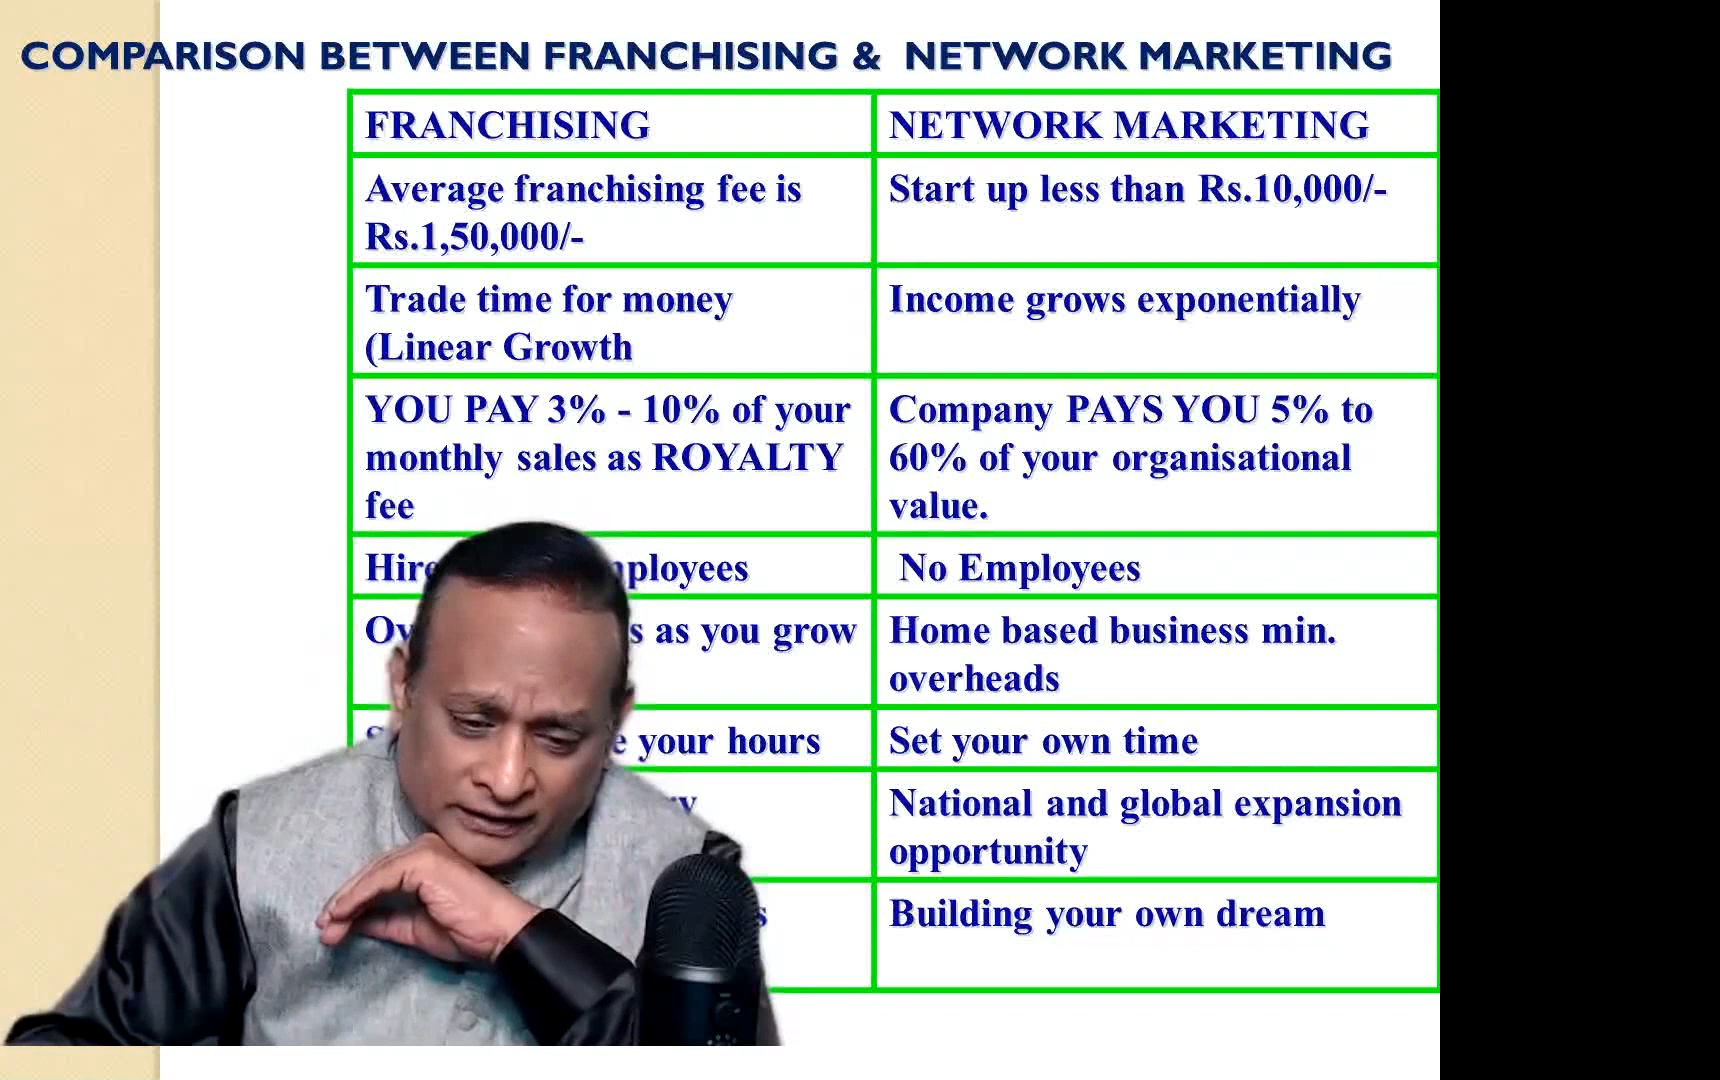 COMPARISON BETWEEN FRANCHISING & NETWORK MARKETING
FRANCHISING
NETWORK MARKETING
Average franchising fee is
Rs.1,50,000/-
Start up less than Rs.10,000/-
Trade time for money
(Linear Growth
Income grows exponentially
YOU PAY 3% - 10% of your
monthly sales as ROYALTY
fee
Company PAYS YOU 5% to
60% of your organisational
value.
No Employees
as you grow
Home based business min.
overheads
your hours
Set your own time
National and global expansion
opportunity
Building your own dream